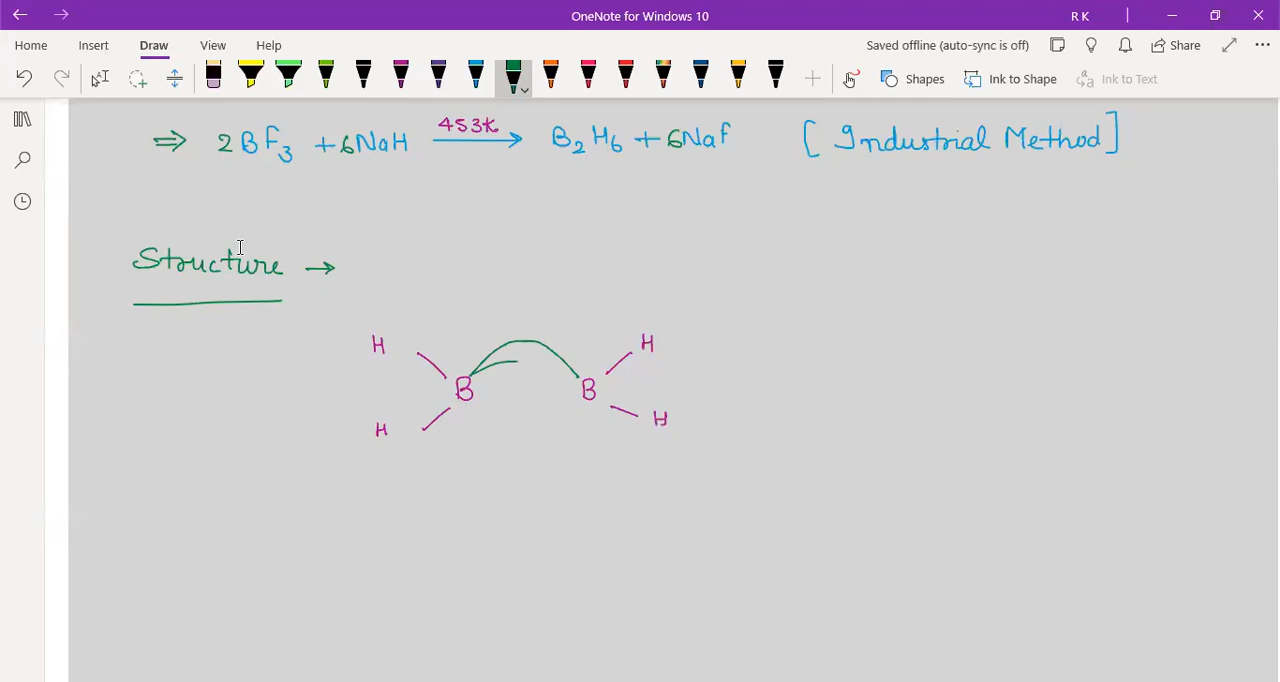 OneNote for Windows 10 R K
Home Insert Draw View Help Saved offline (auto-sync is off) Share
Shapes Ink to Shape Ink to Text
⇒ 2BF₃ + 6NaH 453K → B₂H₆ + 6NaF [Industrial Method]
Structure →
H H
B B
H H